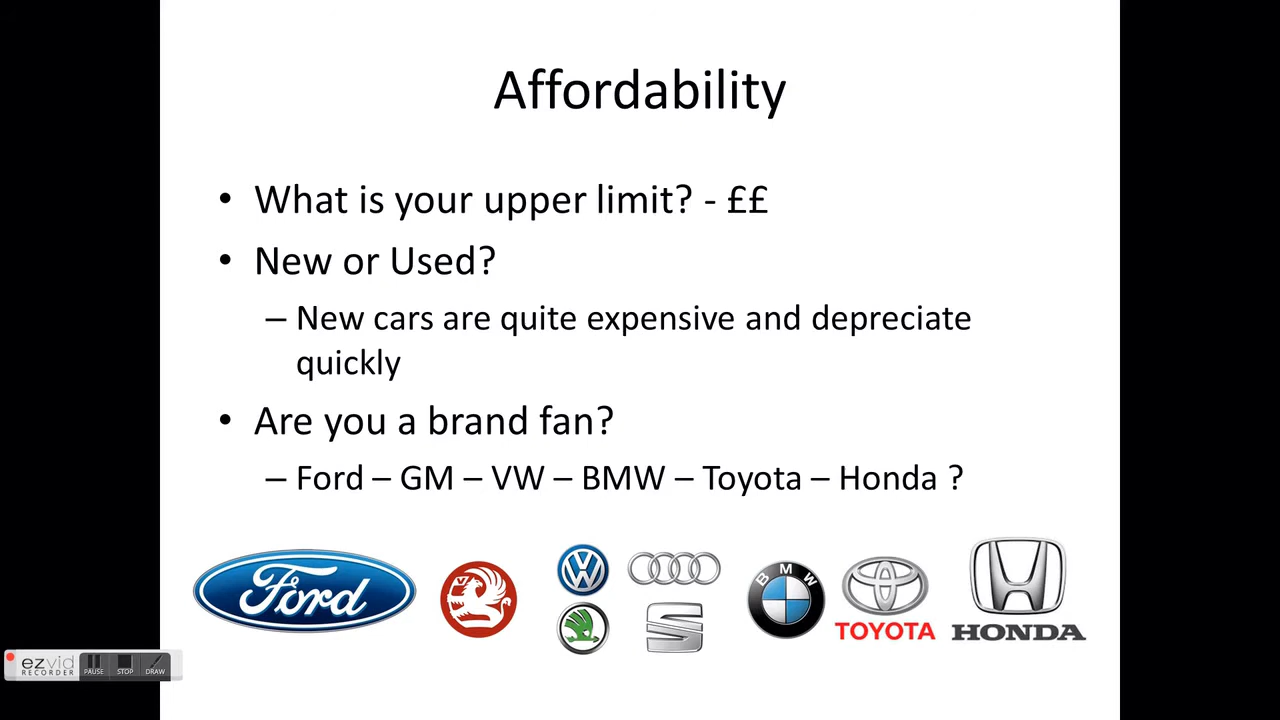 Affordability
• What is your upper limit? - ££
• New or Used?
– New cars are quite expensive and depreciate
quickly
• Are you a brand fan?
– Ford – GM – VW – BMW – Toyota – Honda ?
Ford
V
VW
BMW
TOYOTA
HONDA
ezvid
RECORDER
PAUSE STOP DRAW